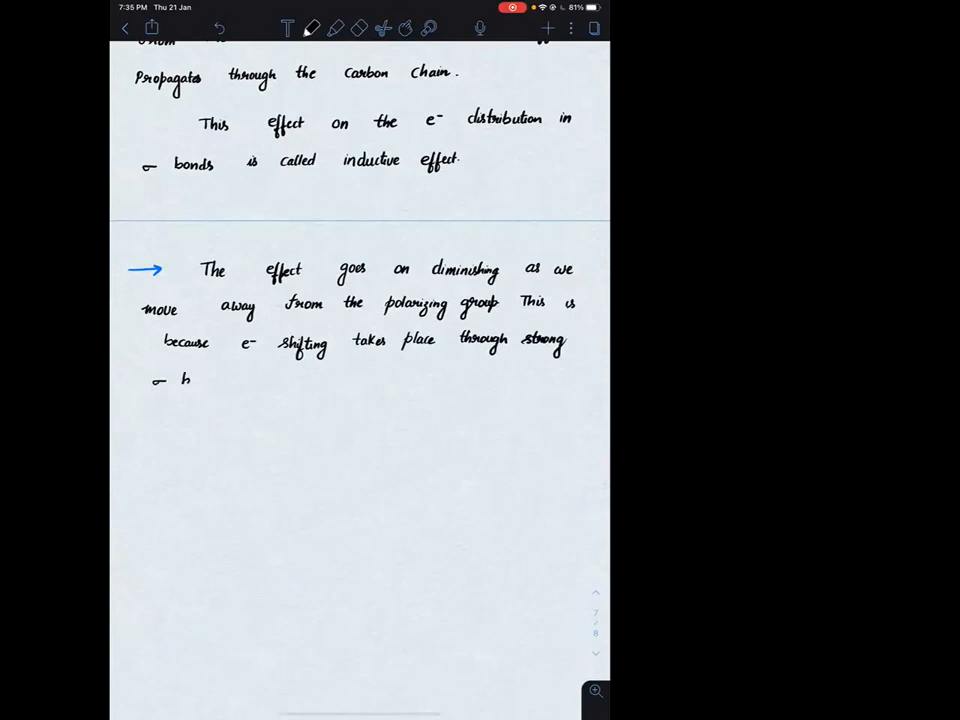 7:35 PM Thu 21 Jan
81%
Propagates through the Carbon Chain.
This effect on the e⁻ distribution in
σ bonds is called inductive effect.
→ The effect goes on diminishing as we
move away from the polarizing group This is
because e⁻ shifting takes place through strong
σ b
7
/
8